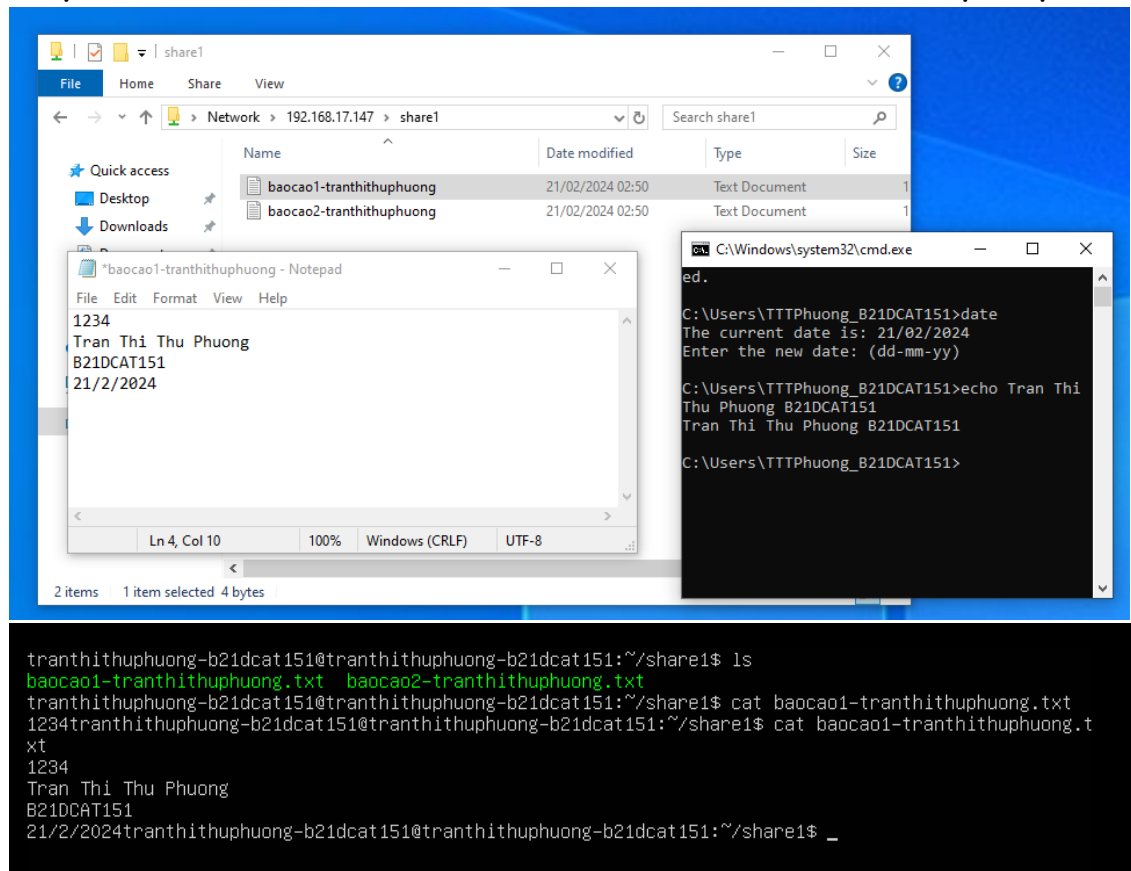 share1
File Home Share View
Network > 192.168.17.147 > share1
Search share1
Name Date modified Type Size
Quick access
Desktop
Downloads
baocao1-tranthithuphuong 21/02/2024 02:50 Text Document 1
baocao2-tranthithuphuong 21/02/2024 02:50 Text Document 1
*baocao1-tranthithuphuong - Notepad
File Edit Format View Help
1234
Tran Thi Thu Phuong
B21DCAT151
21/2/2024
Ln 4, Col 10 100% Windows (CRLF) UTF-8
2 items 1 item selected 4 bytes
C:\Windows\system32\cmd.exe
ed.
C:\Users\TTTPhuong_B21DCAT151>date
The current date is: 21/02/2024
Enter the new date: (dd-mm-yy)
C:\Users\TTTPhuong_B21DCAT151>echo Tran Thi
Thu Phuong B21DCAT151
Tran Thi Thu Phuong B21DCAT151
C:\Users\TTTPhuong_B21DCAT151>
tranthithuphuong-b21dcat151@tranthithuphuong-b21dcat151:~/share1$ ls
baocao1-tranthithuphuong.txt baocao2-tranthithuphuong.txt
tranthithuphuong-b21dcat151@tranthithuphuong-b21dcat151:~/share1$ cat baocao1-tranthithuphuong.txt
1234tranthithuphuong-b21dcat151@tranthithuphuong-b21dcat151:~/share1$ cat baocao1-tranthithuphuong.t
xt
1234
Tran Thi Thu Phuong
B21DCAT151
21/2/2024tranthithuphuong-b21dcat151@tranthithuphuong-b21dcat151:~/share1$ _